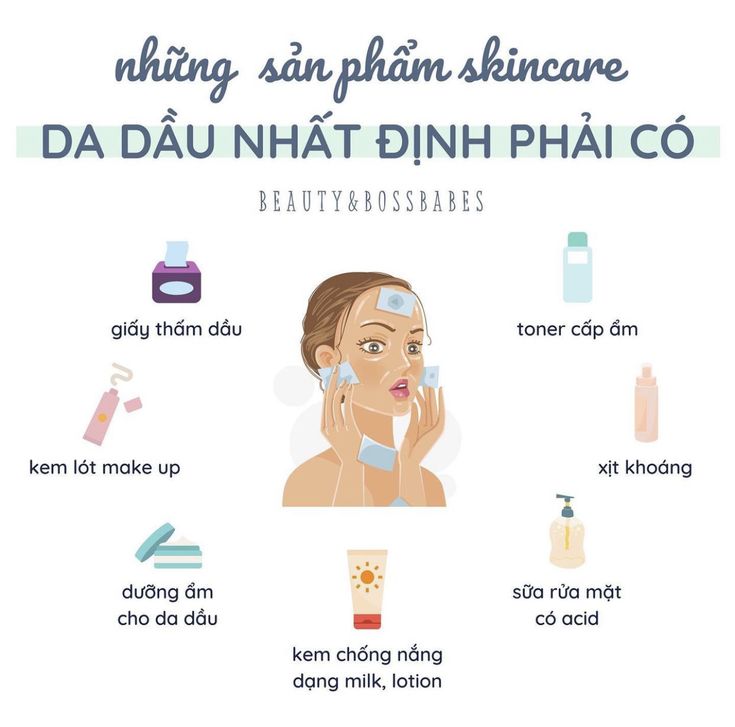 những sản phẩm skincare
DA DẦU NHẤT ĐỊNH PHẢI CÓ
BEAUTY&BOSSBABES
giấy thấm dầu
toner cấp ẩm
kem lót make up
xịt khoáng
dưỡng ẩm
cho da dầu
sữa rửa mặt
có acid
kem chống nắng
dạng milk, lotion